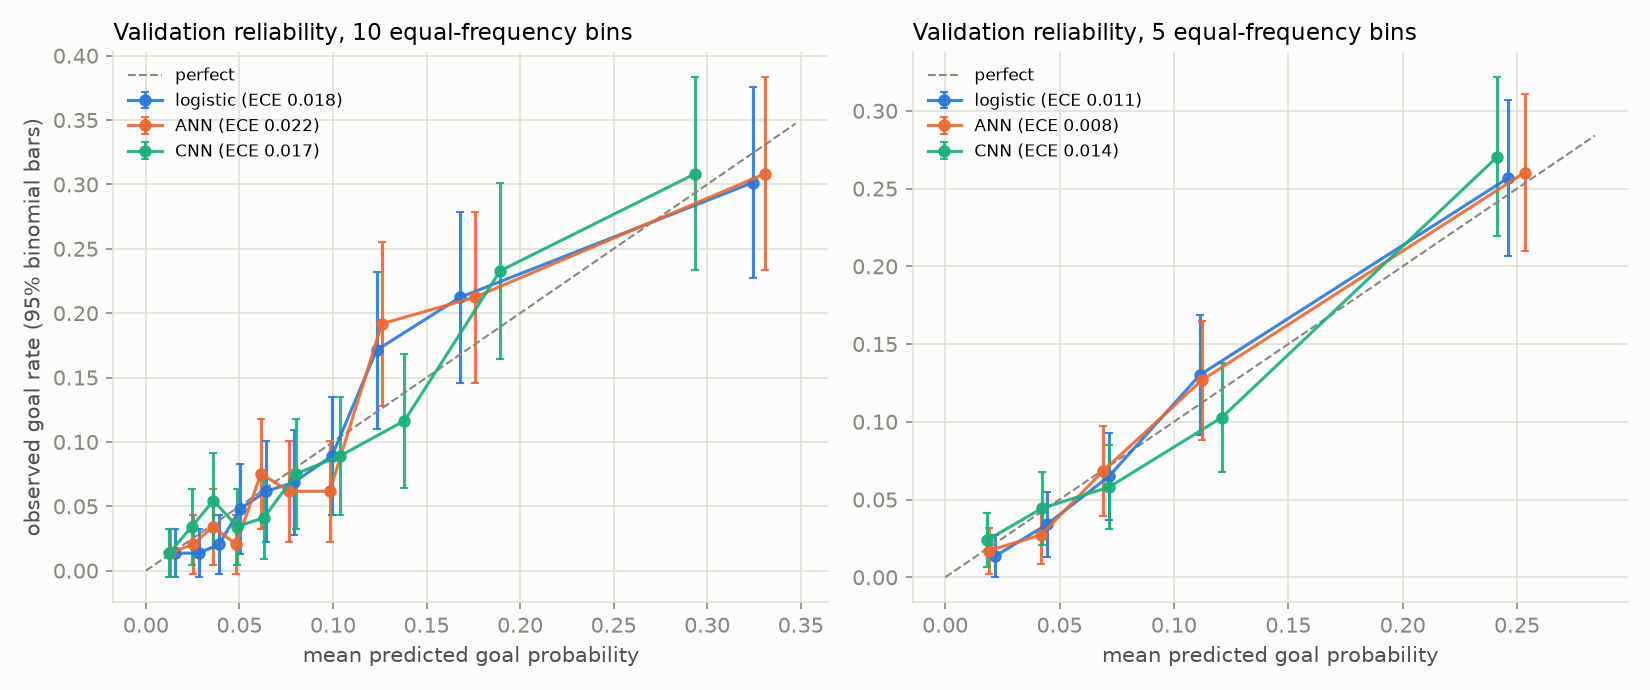 Validation reliability, 10 equal-frequency bins
observed goal rate (95% binomial bars)
0.40
0.35
0.30
0.25
0.20
0.15
0.10
0.05
0.00
perfect
logistic (ECE 0.018)
ANN (ECE 0.022)
CNN (ECE 0.017)
0.00 0.05 0.10 0.15 0.20 0.25 0.30 0.35
mean predicted goal probability
Validation reliability, 5 equal-frequency bins
0.30
0.25
0.20
0.15
0.10
0.05
0.00
perfect
logistic (ECE 0.011)
ANN (ECE 0.008)
CNN (ECE 0.014)
0.00 0.05 0.10 0.15 0.20 0.25
mean predicted goal probability